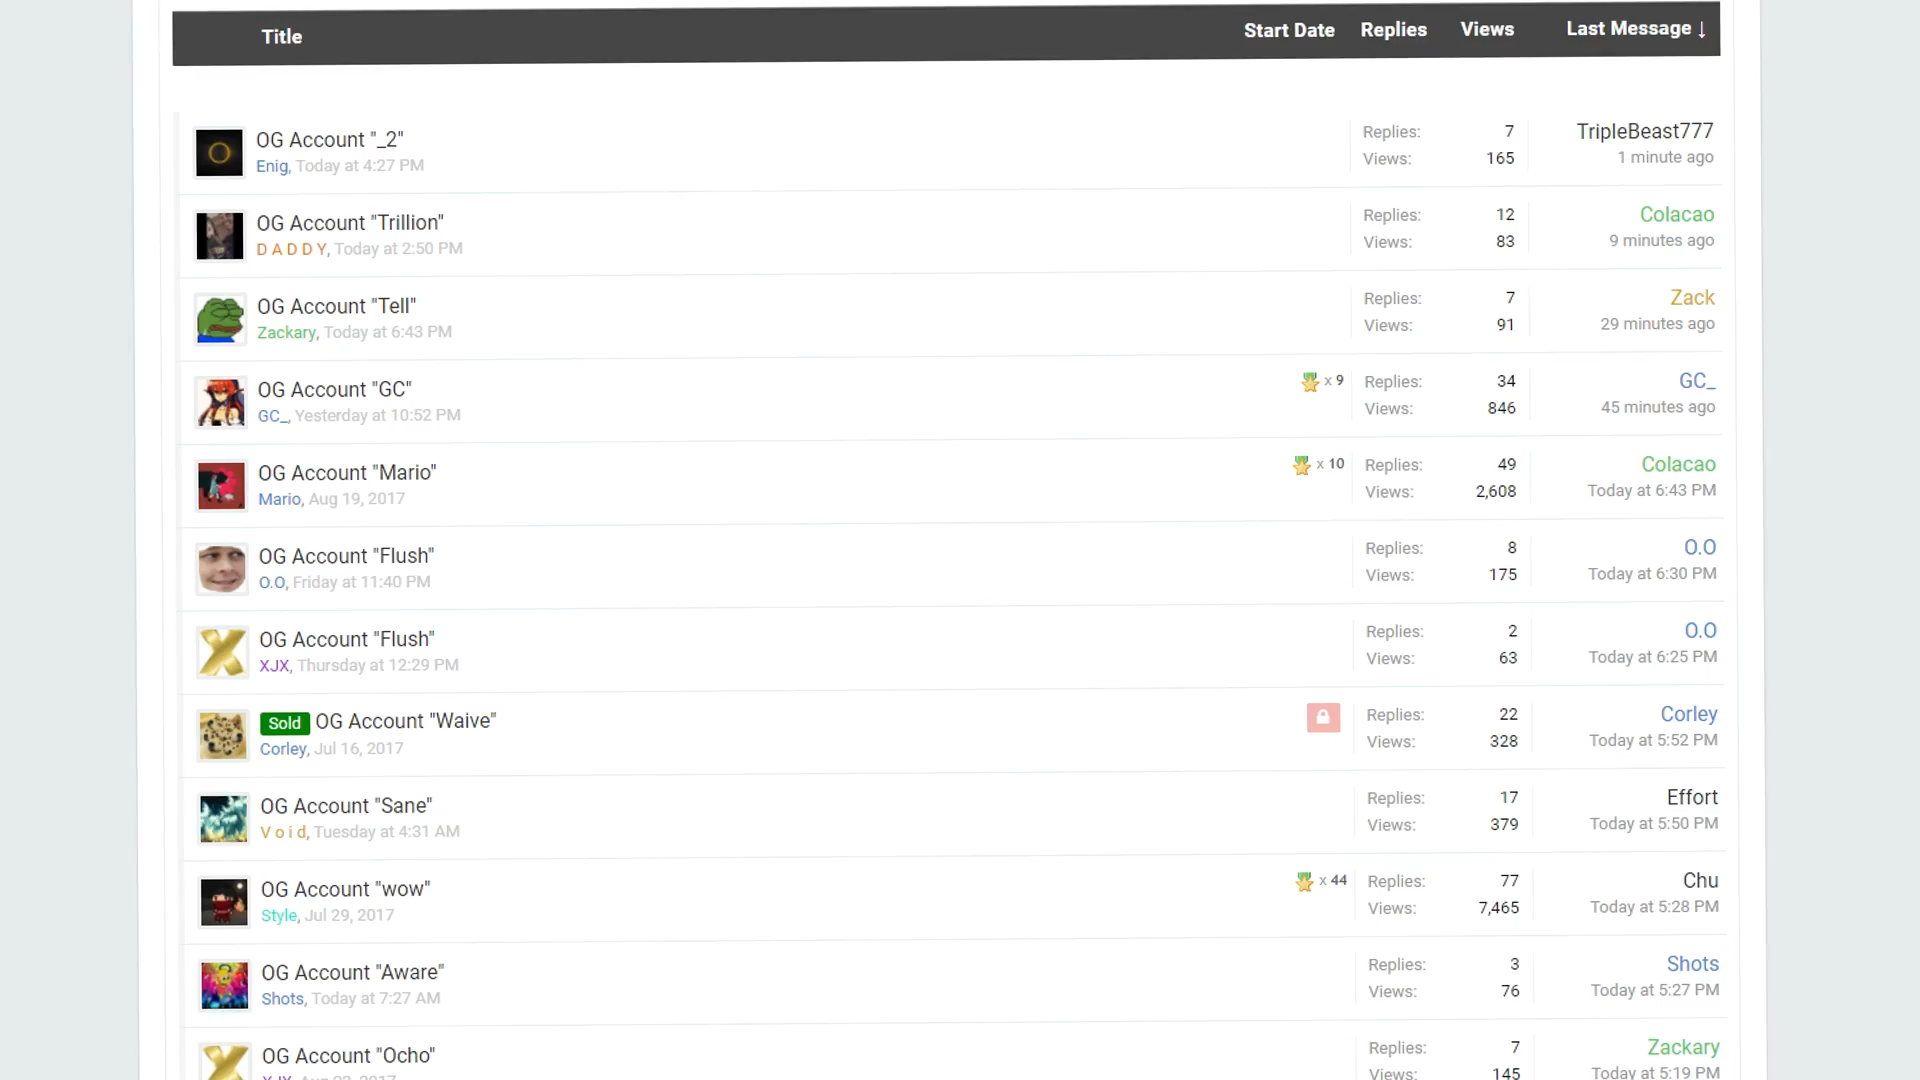 Title Start Date Replies Views Last Message ↓
OG Account "_2" Replies: 7 TripleBeast777
Enig, Today at 4:27 PM Views: 165 1 minute ago
OG Account "Trillion" Replies: 12 Colacao
D A D D Y, Today at 2:50 PM Views: 83 9 minutes ago
OG Account "Tell" Replies: 7 Zack
Zackary, Today at 6:43 PM Views: 91 29 minutes ago
OG Account "GC" x 9 Replies: 34 GC_
GC_, Yesterday at 10:52 PM Views: 846 45 minutes ago
OG Account "Mario" x 10 Replies: 49 Colacao
Mario, Aug 19, 2017 Views: 2,608 Today at 6:43 PM
OG Account "Flush" Replies: 8 O.O
O.O, Friday at 11:40 PM Views: 175 Today at 6:30 PM
OG Account "Flush" Replies: 2 O.O
XJX, Thursday at 12:29 PM Views: 63 Today at 6:25 PM
Sold OG Account "Waive" Replies: 22 Corley
Corley, Jul 16, 2017 Views: 328 Today at 5:52 PM
OG Account "Sane" Replies: 17 Effort
V o i d, Tuesday at 4:31 AM Views: 379 Today at 5:50 PM
OG Account "wow" x 44 Replies: 77 Chu
Style, Jul 29, 2017 Views: 7,465 Today at 5:28 PM
OG Account "Aware" Replies: 3 Shots
Shots, Today at 7:27 AM Views: 76 Today at 5:27 PM
OG Account "Ocho" Replies: 7 Zackary
Views: 145 Today at 5:19 PM